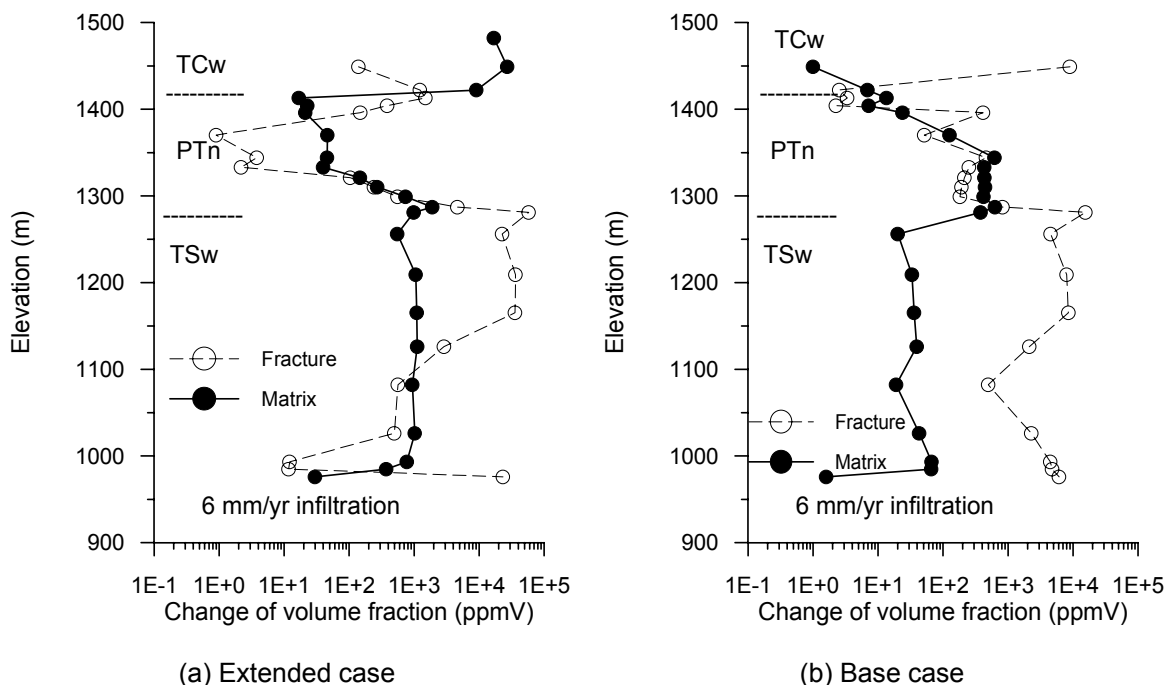 1500
1400
1300
1200
1100
1000
900
Elevation (m)
TCw
PTn
TSw
Fracture
Matrix
6 mm/yr infiltration
1E-1 1E+0 1E+1 1E+2 1E+3 1E+4 1E+5
Change of volume fraction (ppmV)
(a) Extended case
1500
1400
1300
1200
1100
1000
900
Elevation (m)
TCw
PTn
TSw
Fracture
Matrix
6 mm/yr infiltration
1E-1 1E+0 1E+1 1E+2 1E+3 1E+4 1E+5
Change of volume fraction (ppmV)
(b) Base case